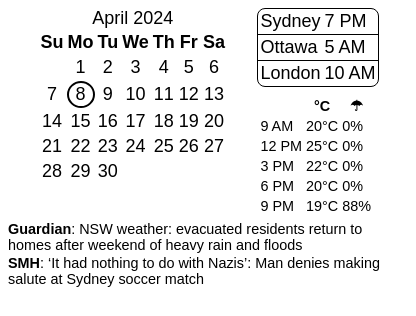 April 2024
Su Mo Tu We Th Fr Sa
1 2 3 4 5 6
7 8 9 10 11 12 13
14 15 16 17 18 19 20
21 22 23 24 25 26 27
28 29 30
Sydney 7 PM
Ottawa 5 AM
London 10 AM
°C ☂
9 AM 20°C 0%
12 PM 25°C 0%
3 PM 22°C 0%
6 PM 20°C 0%
9 PM 19°C 88%
Guardian: NSW weather: evacuated residents return to
homes after weekend of heavy rain and floods
SMH: ‘It had nothing to do with Nazis’: Man denies making
salute at Sydney soccer match